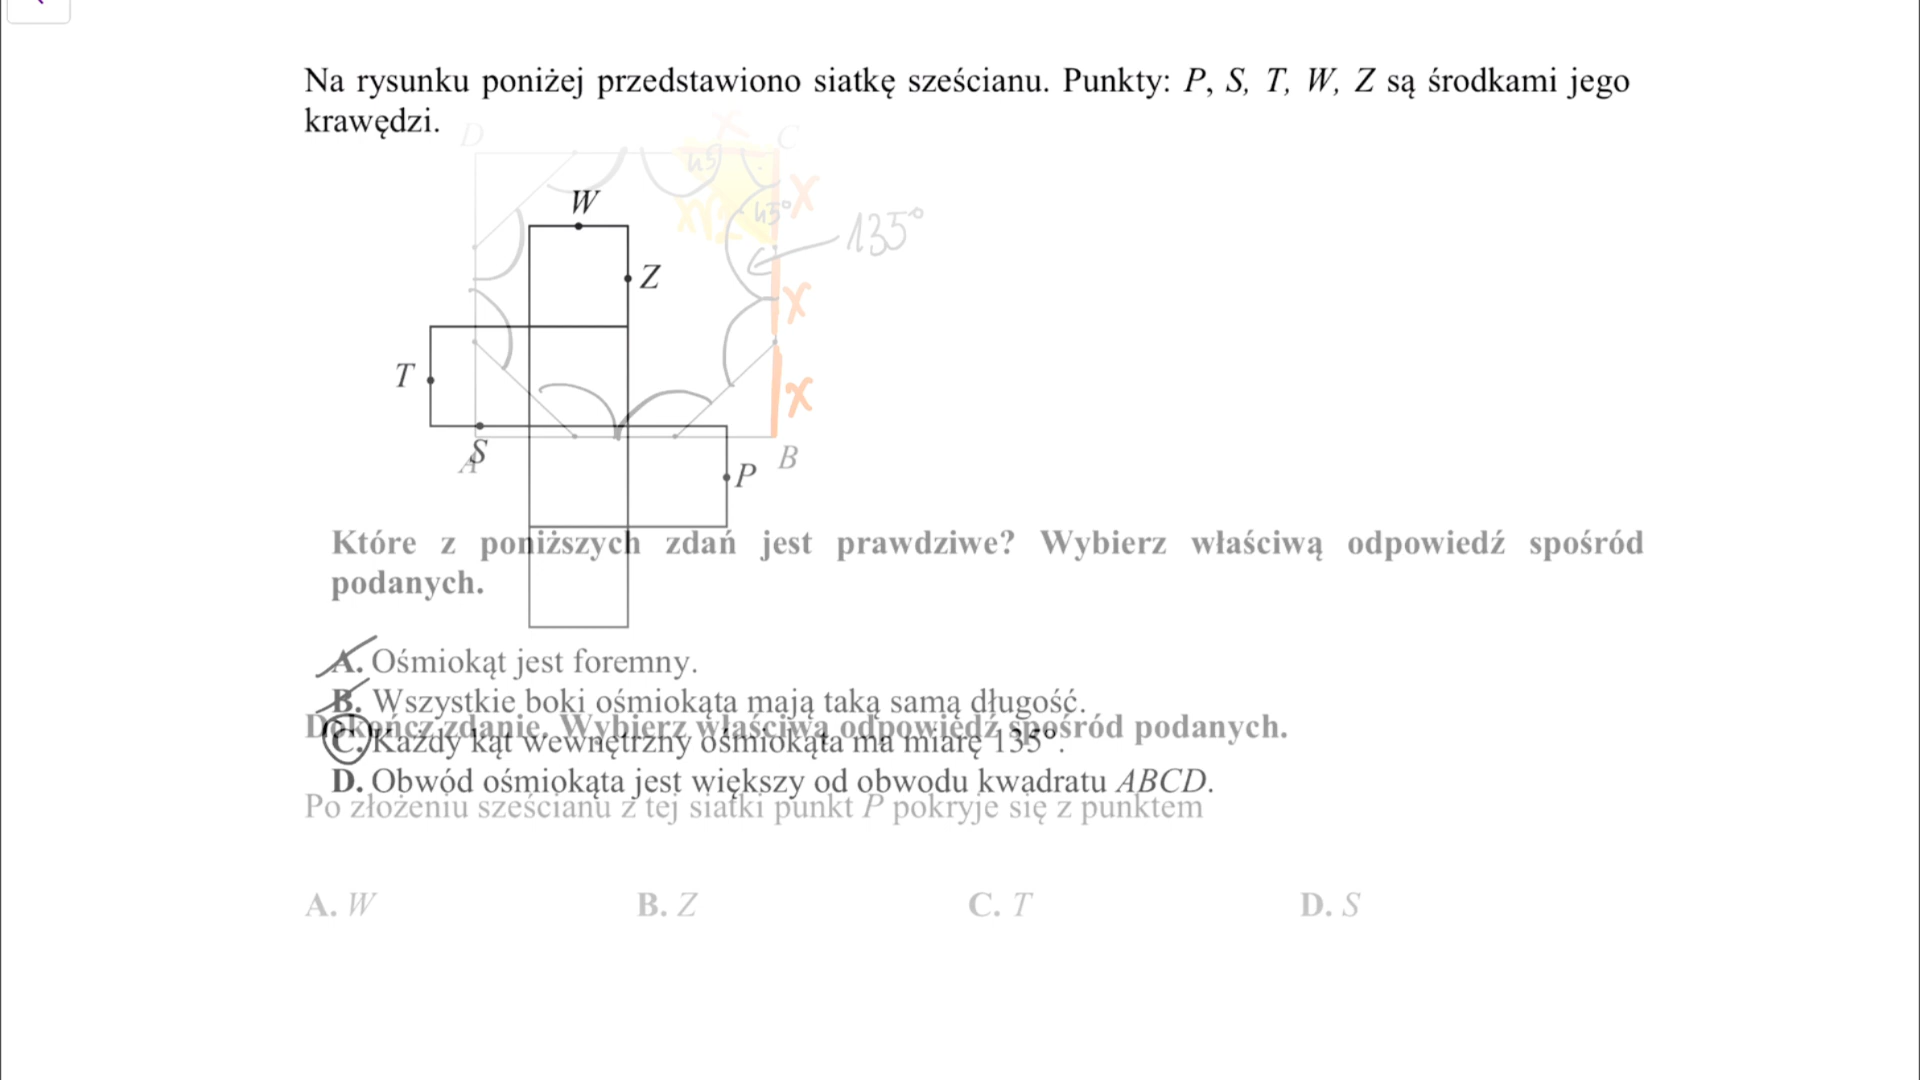 Na rysunku poniżej przedstawiono siatkę sześcianu. Punkty: P, S, T, W, Z są środkami jego
krawędzi.
D
C
X
45
45°
X
135°
W
Z
X
T
X
S
A
B
P
Które z poniższych zdań jest prawdziwe? Wybierz właściwą odpowiedź spośród
podanych.
A. Ośmiokąt jest foremny.
B. Wszystkie boki ośmiokąta mają taką samą długość.
Dokończ zdanie. Wybierz właściwą odpowiedź spośród podanych.
C. Każdy kąt wewnętrzny ośmiokąta ma miarę 135°.
D. Obwód ośmiokąta jest większy od obwodu kwadratu ABCD.
Po złożeniu sześcianu z tej siatki punkt P pokryje się z punktem
A. W B. Z C. T D. S